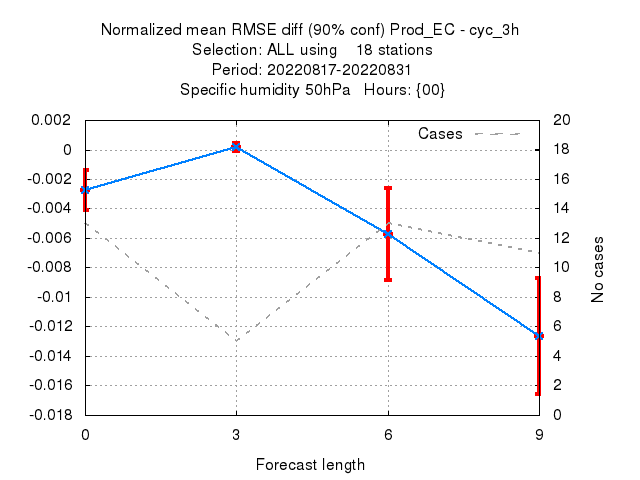 Normalized mean RMSE diff (90% conf) Prod_EC - cyc_3h
Selection: ALL using    18 stations
Period: 20220817-20220831
Specific humidity 50hPa   Hours: {00}
Cases
0.002
0
-0.002
-0.004
-0.006
-0.008
-0.01
-0.012
-0.014
-0.016
-0.018
20
18
16
14
12
10
8
6
4
2
0
No cases
0 3 6 9
Forecast length